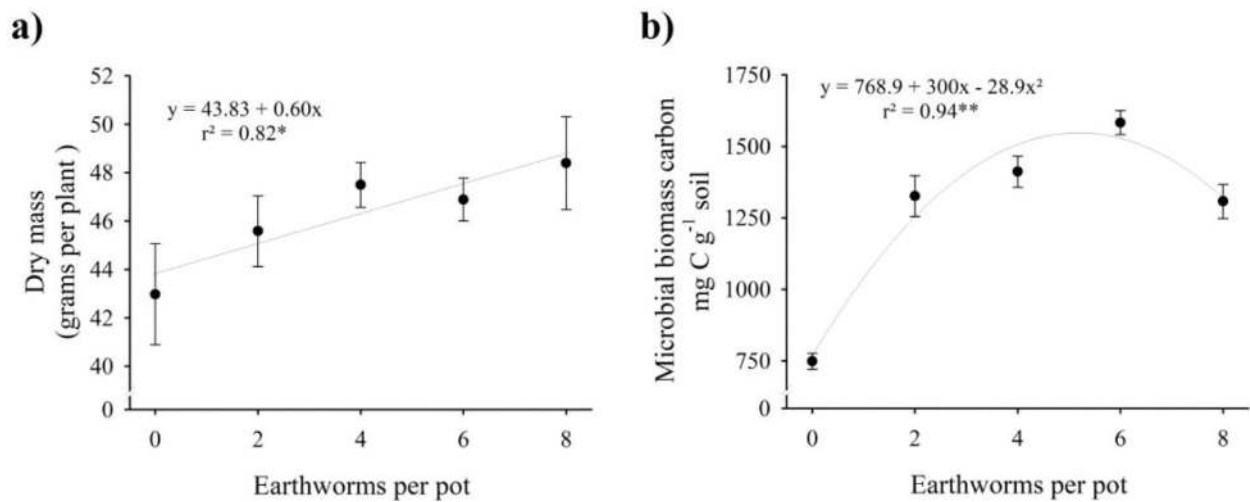 a)
52
50
48
46
44
42
40
0
Dry mass
(grams per plant )
y = 43.83 + 0.60x
r² = 0.82*
0 2 4 6 8
Earthworms per pot
b)
1750
1500
1250
1000
750
0
Microbial biomass carbon
mg C g⁻¹ soil
y = 768.9 + 300x - 28.9x²
r² = 0.94**
0 2 4 6 8
Earthworms per pot